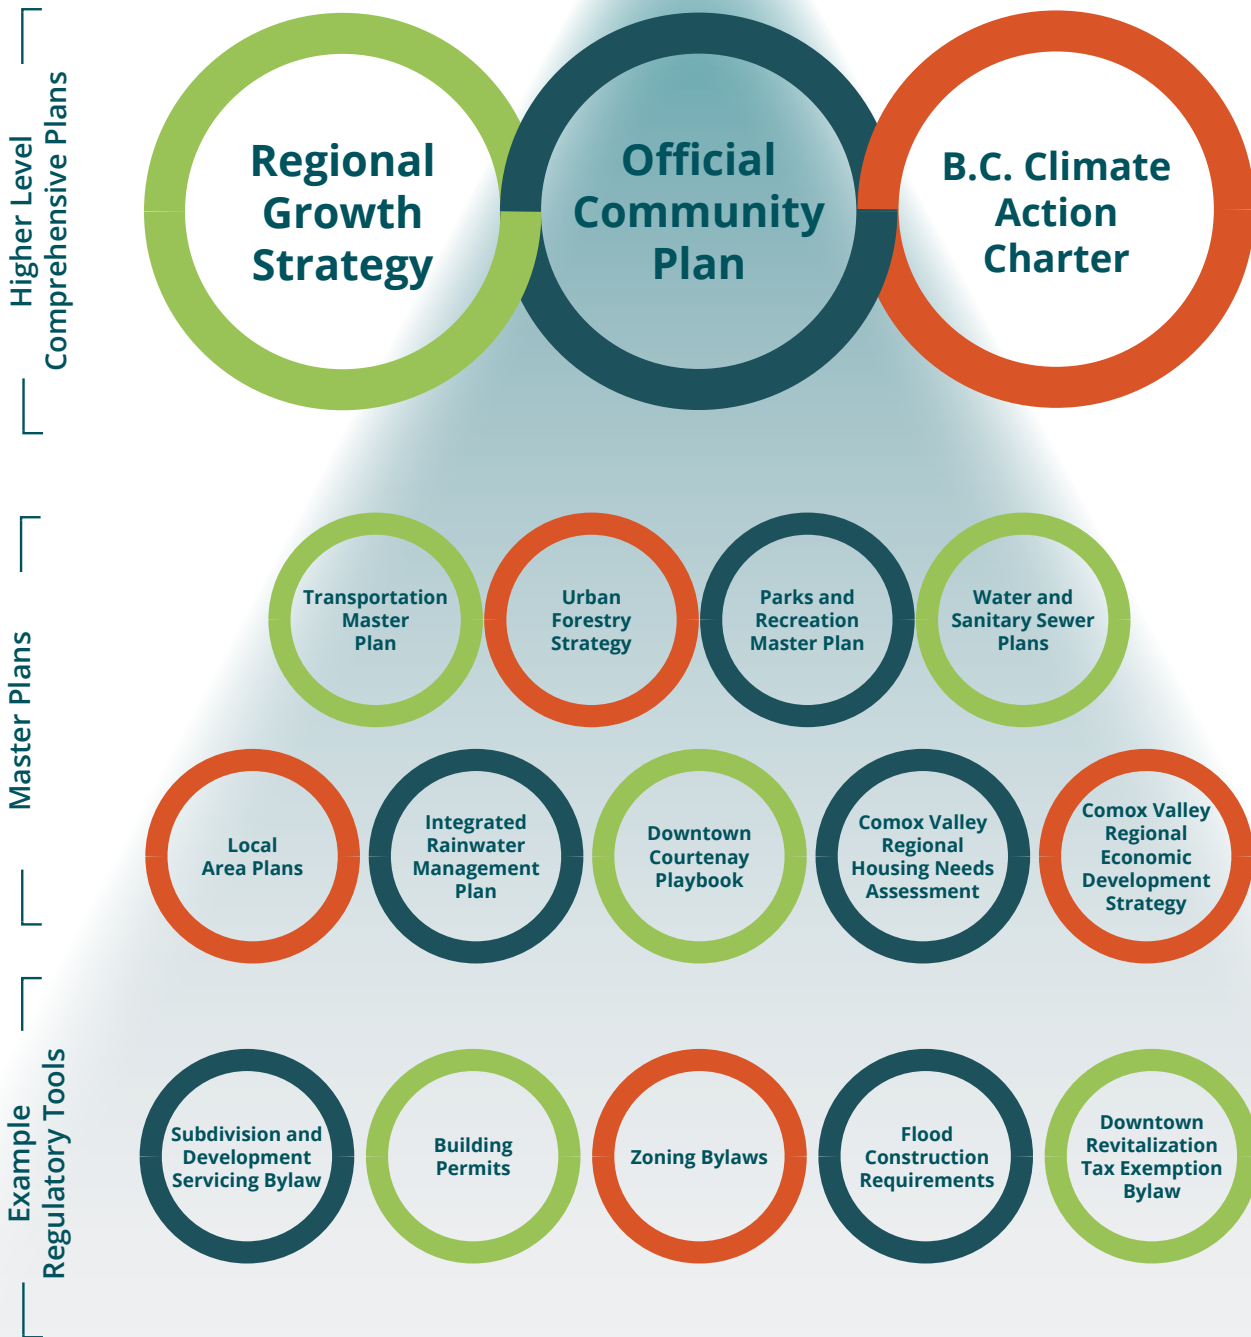 Higher Level
Comprehensive Plans
Regional
Growth
Strategy
Official
Community
Plan
B.C. Climate
Action
Charter
Master Plans
Transportation
Master
Plan
Urban
Forestry
Strategy
Parks and
Recreation
Master Plan
Water and
Sanitary Sewer
Plans
Local
Area Plans
Integrated
Rainwater
Management
Plan
Downtown
Courtenay
Playbook
Comox Valley
Regional
Housing Needs
Assessment
Comox Valley
Regional
Economic
Development
Strategy
Example
Regulatory Tools
Subdivision and
Development
Servicing Bylaw
Building
Permits
Zoning Bylaws
Flood
Construction
Requirements
Downtown
Revitalization
Tax Exemption
Bylaw